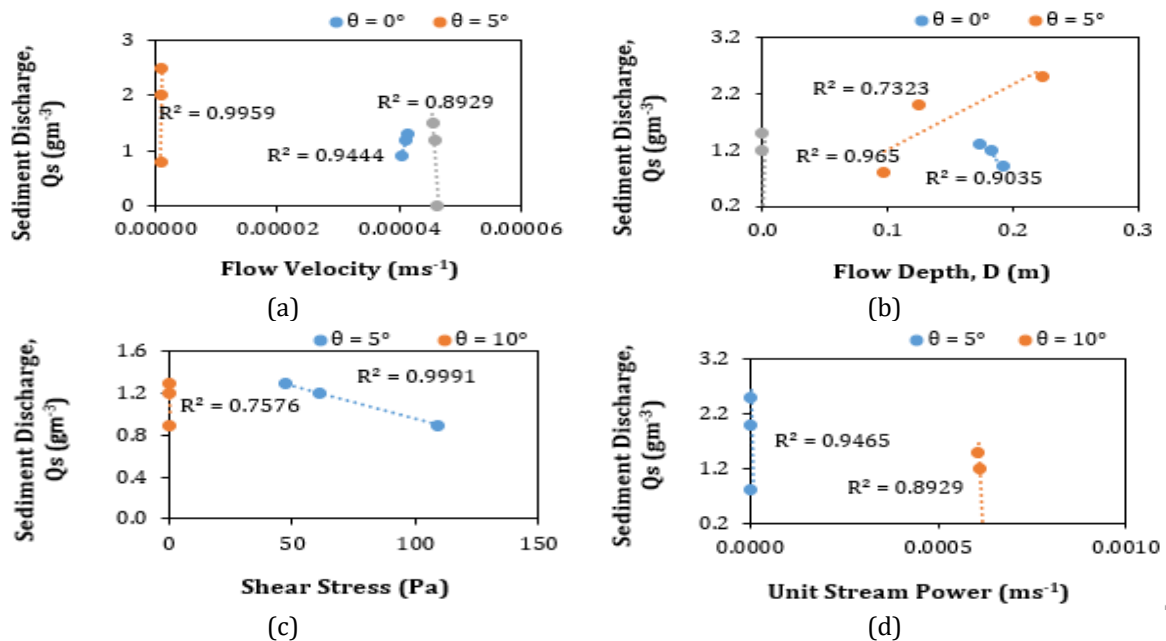 θ = 0° θ = 5°
Sediment Discharge, Qs (gm⁻³)
3
2
1
0
R² = 0.9959
R² = 0.8929
R² = 0.9444
0.00000 0.00002 0.00004 0.00006
Flow Velocity (ms⁻¹)
(a)
θ = 0° θ = 5°
Sediment Discharge, Qs (gm⁻³)
3.2
2.2
1.2
0.2
R² = 0.7323
R² = 0.965
R² = 0.9035
0.0 0.1 0.2 0.3
Flow Depth, D (m)
(b)
θ = 5° θ = 10°
Sediment Discharge, Qs (gm⁻³)
1.6
1.2
0.8
0.4
0.0
R² = 0.9991
R² = 0.7576
0 50 100 150
Shear Stress (Pa)
(c)
θ = 5° θ = 10°
Sediment Discharge, Qs (gm⁻³)
3.2
2.2
1.2
0.2
R² = 0.9465
R² = 0.8929
0.0000 0.0005 0.0010
Unit Stream Power (ms⁻¹)
(d)